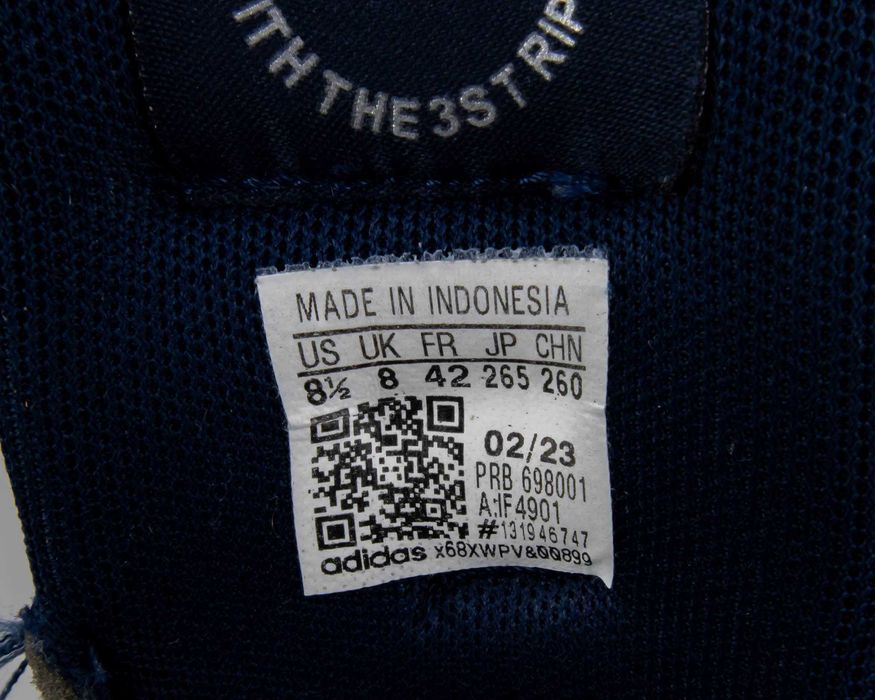 ITH THE 3 STRIP
MADE IN INDONESIA
US UK FR JP CHN
8½ 8 42 265 260
02/23
PRB 698001
A:IF4901
#131946747
adidas x68XWPV&00899